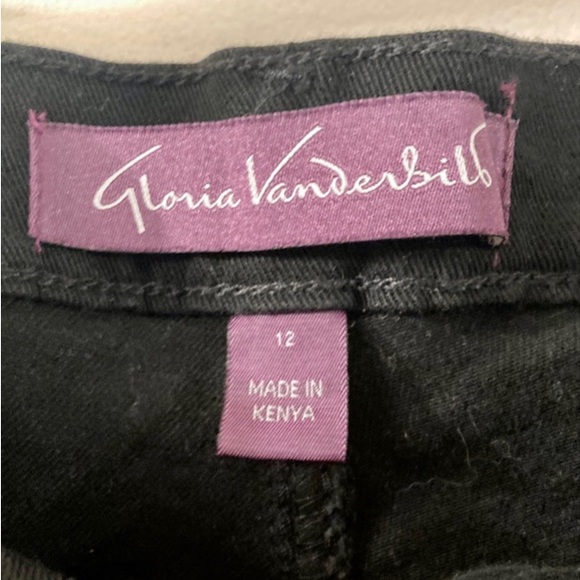 Gloria Vanderbilt
12
MADE IN
KENYA